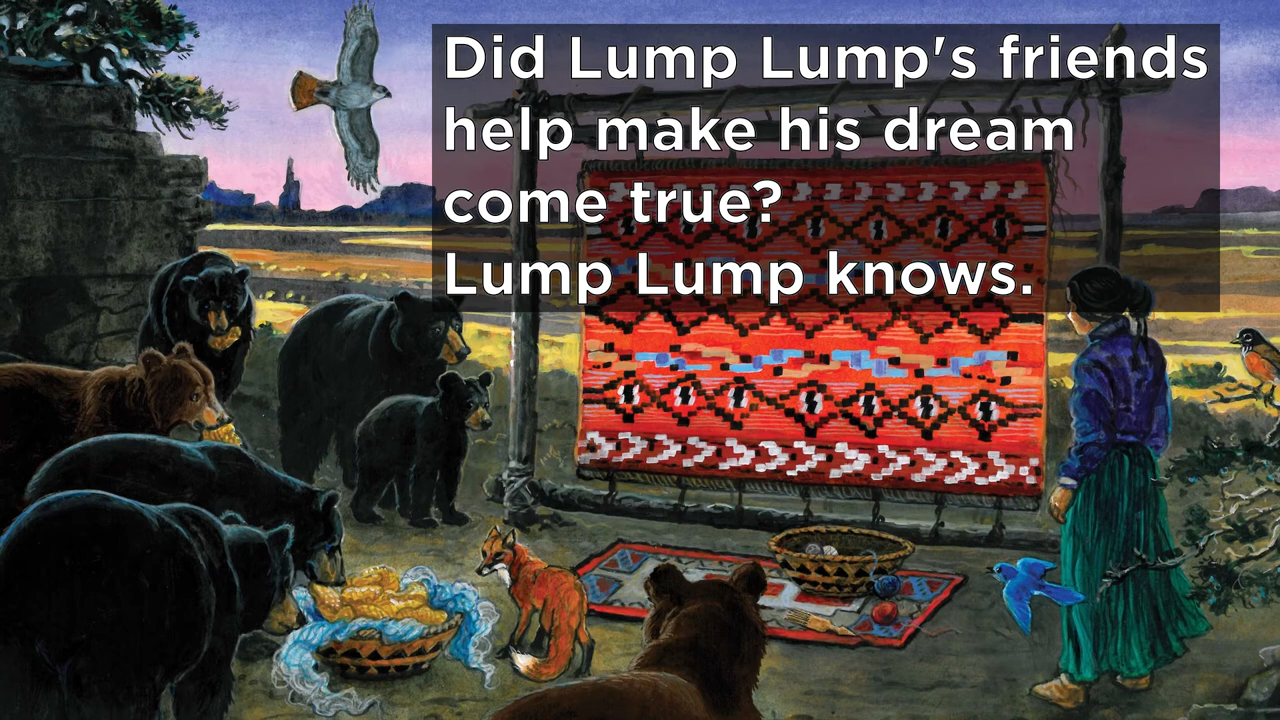 Did Lump Lump's friends
help make his dream
come true?
Lump Lump knows.